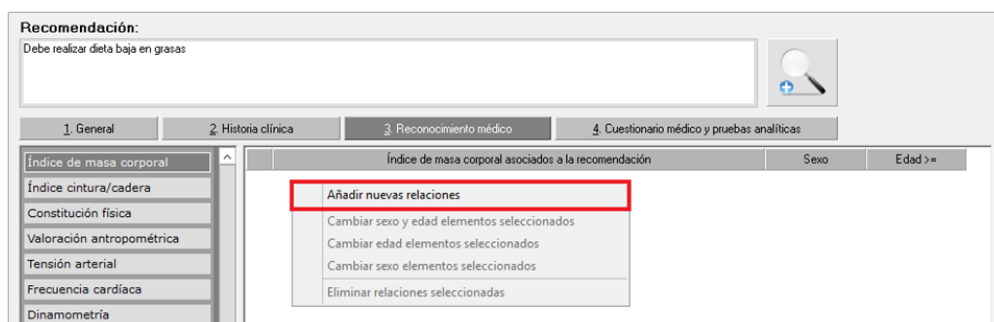 Recomendación:
Debe realizar dieta baja en grasas
1. General
2. Historia clínica
3. Reconocimiento médico
4. Cuestionario médico y pruebas analíticas
Índice de masa corporal
Índice cintura/cadera
Constitución física
Valoración antropométrica
Tensión arterial
Frecuencia cardíaca
Dinamometría
Índice de masa corporal asociados a la recomendación
Sexo
Edad >=
Añadir nuevas relaciones
Cambiar sexo y edad elementos seleccionados
Cambiar edad elementos seleccionados
Cambiar sexo elementos seleccionados
Eliminar relaciones seleccionadas